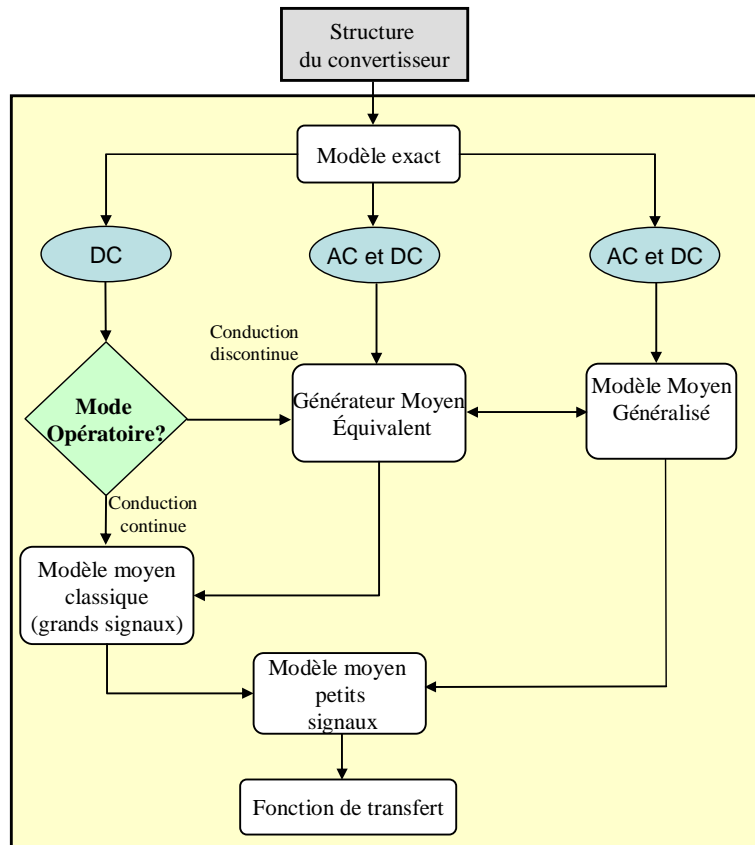 Structure
du convertisseur
Modèle exact
DC
AC et DC
AC et DC
Conduction
discontinue
Mode
Opératoire?
Générateur Moyen
Équivalent
Modèle Moyen
Généralisé
Conduction
continue
Modèle moyen
classique
(grands signaux)
Modèle moyen
petits
signaux
Fonction de transfert